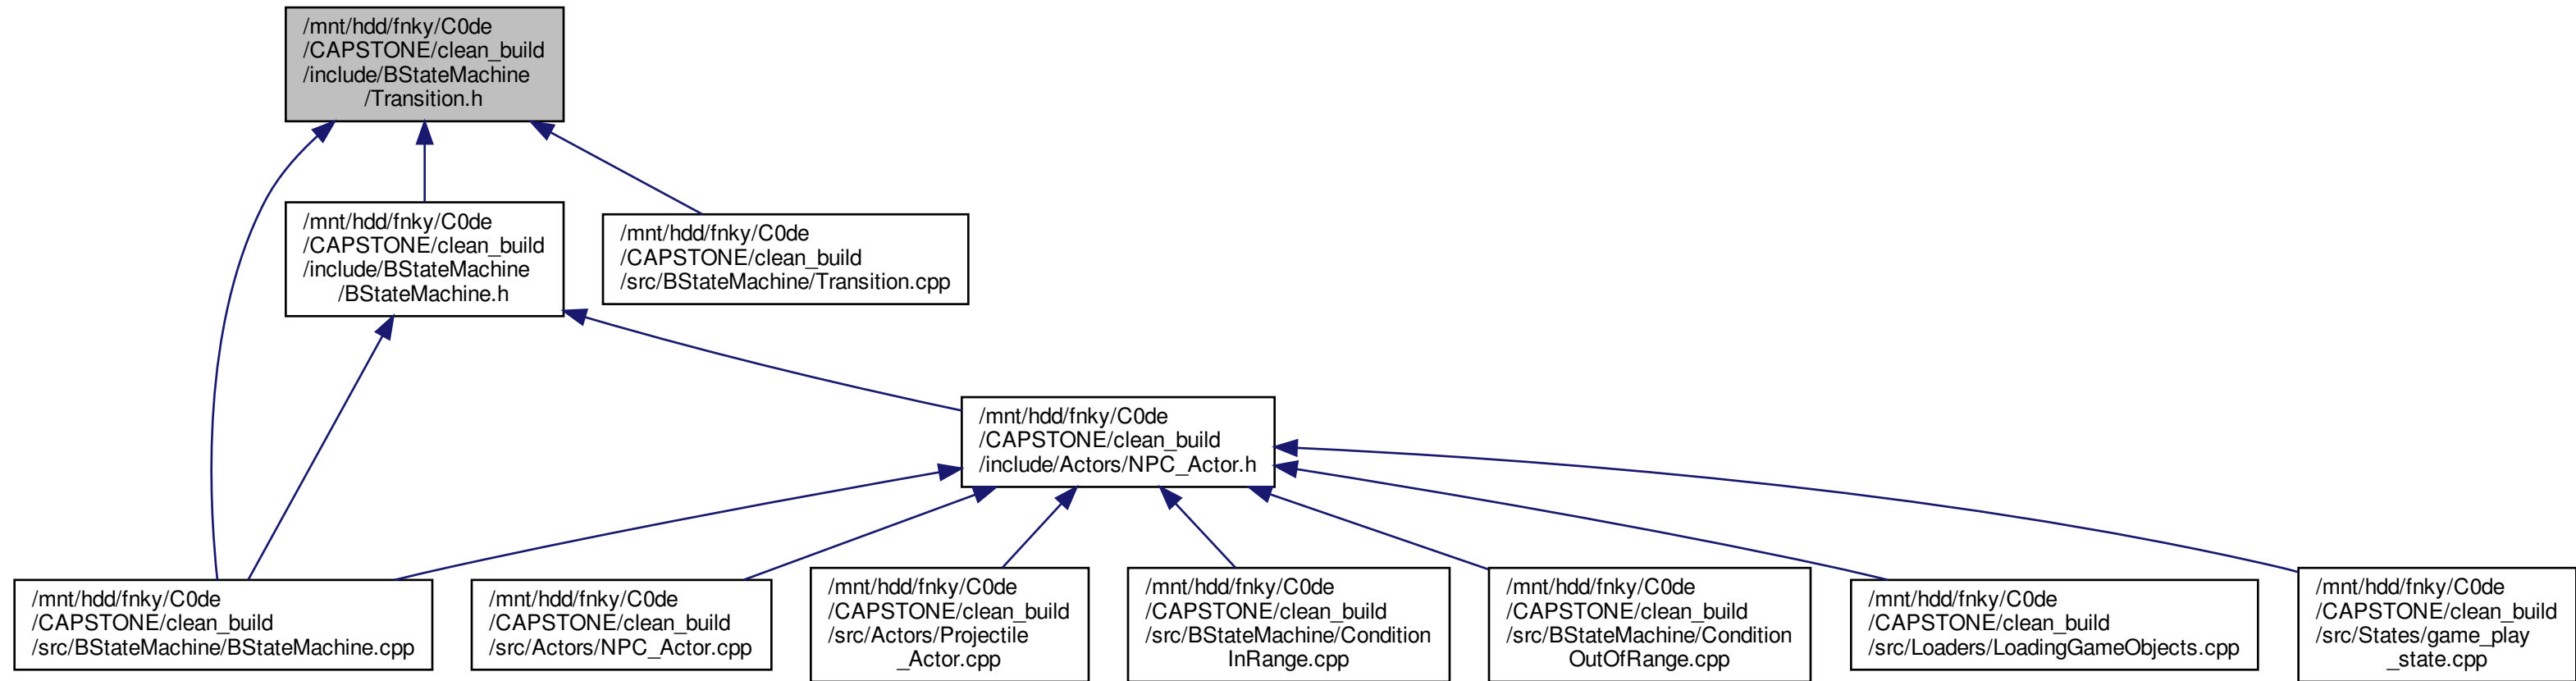 /mnt/hdd/fnky/C0de
/CAPSTONE/clean_build
/include/BStateMachine
/Transition.h
/mnt/hdd/fnky/C0de
/CAPSTONE/clean_build
/include/BStateMachine
/BStateMachine.h
/mnt/hdd/fnky/C0de
/CAPSTONE/clean_build
/src/BStateMachine/Transition.cpp
/mnt/hdd/fnky/C0de
/CAPSTONE/clean_build
/include/Actors/NPC_Actor.h
/mnt/hdd/fnky/C0de
/CAPSTONE/clean_build
/src/BStateMachine/BStateMachine.cpp
/mnt/hdd/fnky/C0de
/CAPSTONE/clean_build
/src/Actors/NPC_Actor.cpp
/mnt/hdd/fnky/C0de
/CAPSTONE/clean_build
/src/Actors/Projectile
_Actor.cpp
/mnt/hdd/fnky/C0de
/CAPSTONE/clean_build
/src/BStateMachine/Condition
InRange.cpp
/mnt/hdd/fnky/C0de
/CAPSTONE/clean_build
/src/BStateMachine/Condition
OutOfRange.cpp
/mnt/hdd/fnky/C0de
/CAPSTONE/clean_build
/src/Loaders/LoadingGameObjects.cpp
/mnt/hdd/fnky/C0de
/CAPSTONE/clean_build
/src/States/game_play
_state.cpp